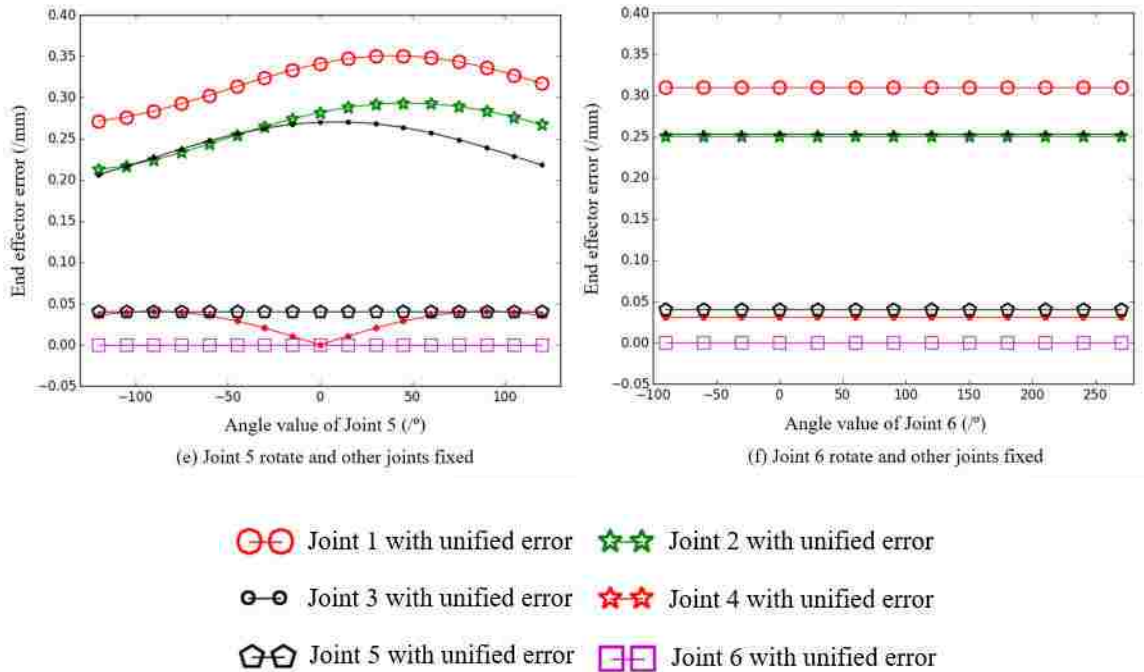 0.40
0.35
0.30
0.25
0.20
0.15
0.10
0.05
0.00
−0.05
End effector error (/mm)
−100 −50 0 50 100
Angle value of Joint 5 (/º)
(e) Joint 5 rotate and other joints fixed
0.40
0.35
0.30
0.25
0.20
0.15
0.10
0.05
0.00
−0.05
End effector error (/mm)
−100 −50 0 50 100 150 200 250
Angle value of Joint 6 (/º)
(f) Joint 6 rotate and other joints fixed
Joint 1 with unified error
Joint 2 with unified error
Joint 3 with unified error
Joint 4 with unified error
Joint 5 with unified error
Joint 6 with unified error